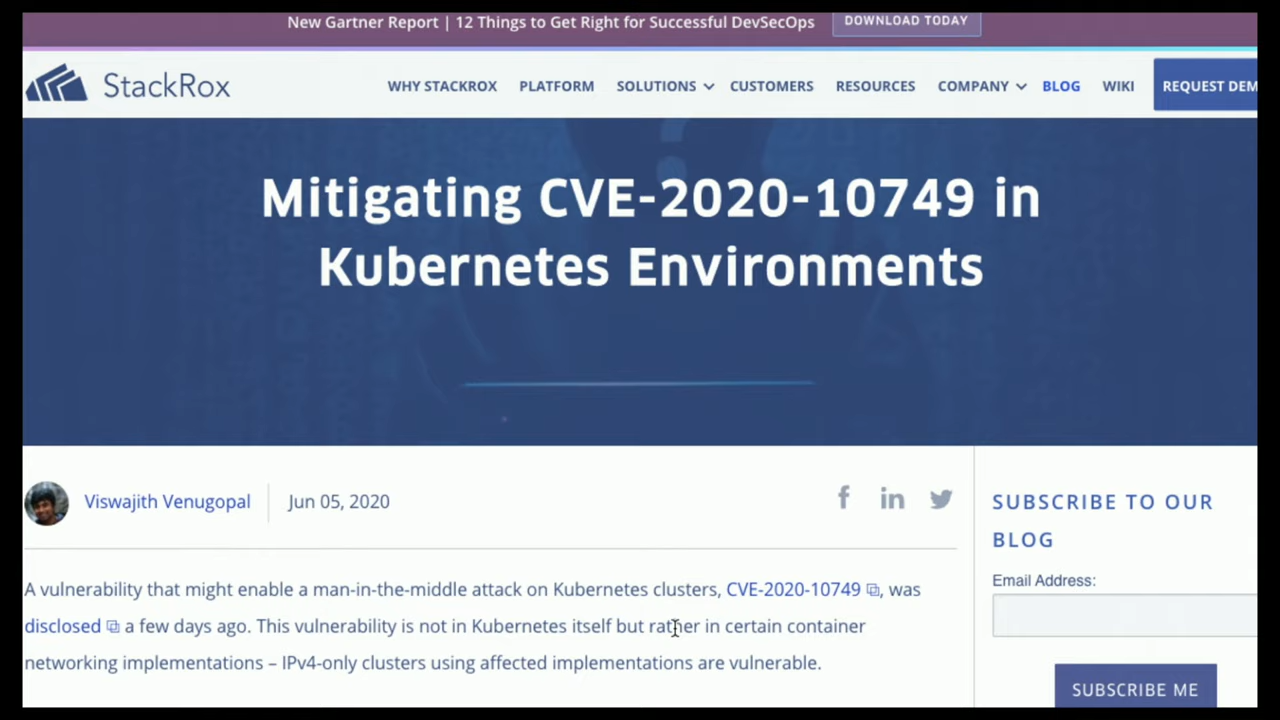 New Gartner Report | 12 Things to Get Right for Successful DevSecOps DOWNLOAD TODAY
StackRox WHY STACKROX PLATFORM SOLUTIONS CUSTOMERS RESOURCES COMPANY BLOG WIKI REQUEST DEM
Mitigating CVE-2020-10749 in
Kubernetes Environments
Viswajith Venugopal Jun 05, 2020
A vulnerability that might enable a man-in-the-middle attack on Kubernetes clusters, CVE-2020-10749, was
disclosed a few days ago. This vulnerability is not in Kubernetes itself but rather in certain container
networking implementations – IPv4-only clusters using affected implementations are vulnerable.
SUBSCRIBE TO OUR
BLOG
Email Address:
SUBSCRIBE ME